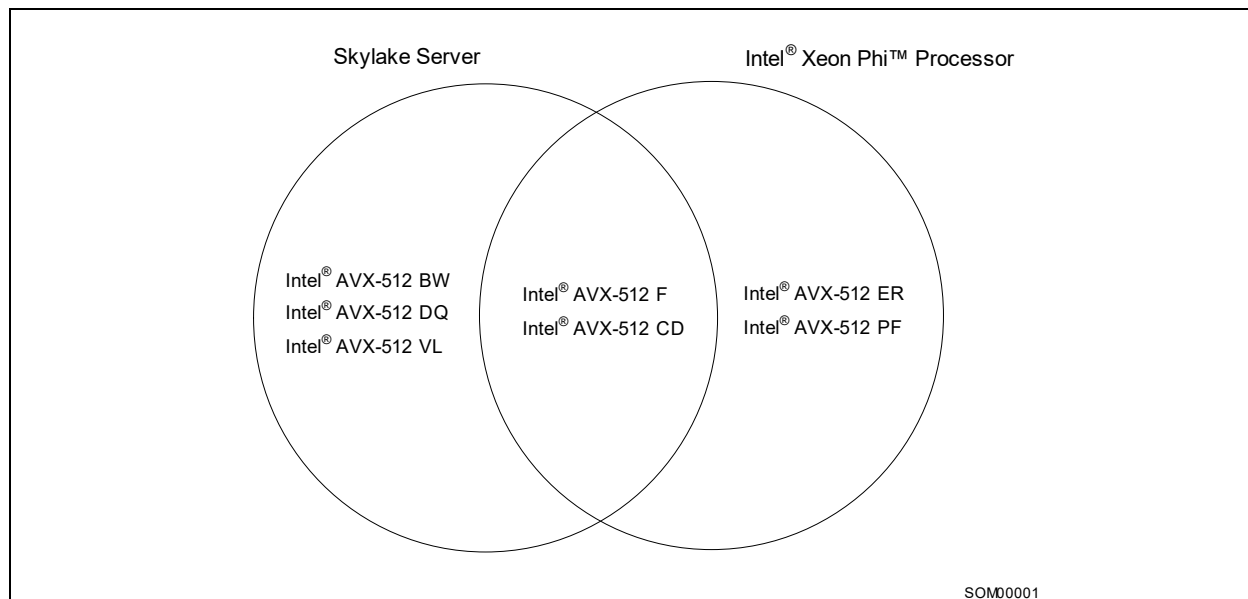 Skylake Server
Intel® Xeon Phi™ Processor
Intel® AVX-512 BW
Intel® AVX-512 DQ
Intel® AVX-512 VL
Intel® AVX-512 F
Intel® AVX-512 CD
Intel® AVX-512 ER
Intel® AVX-512 PF
SOM00001